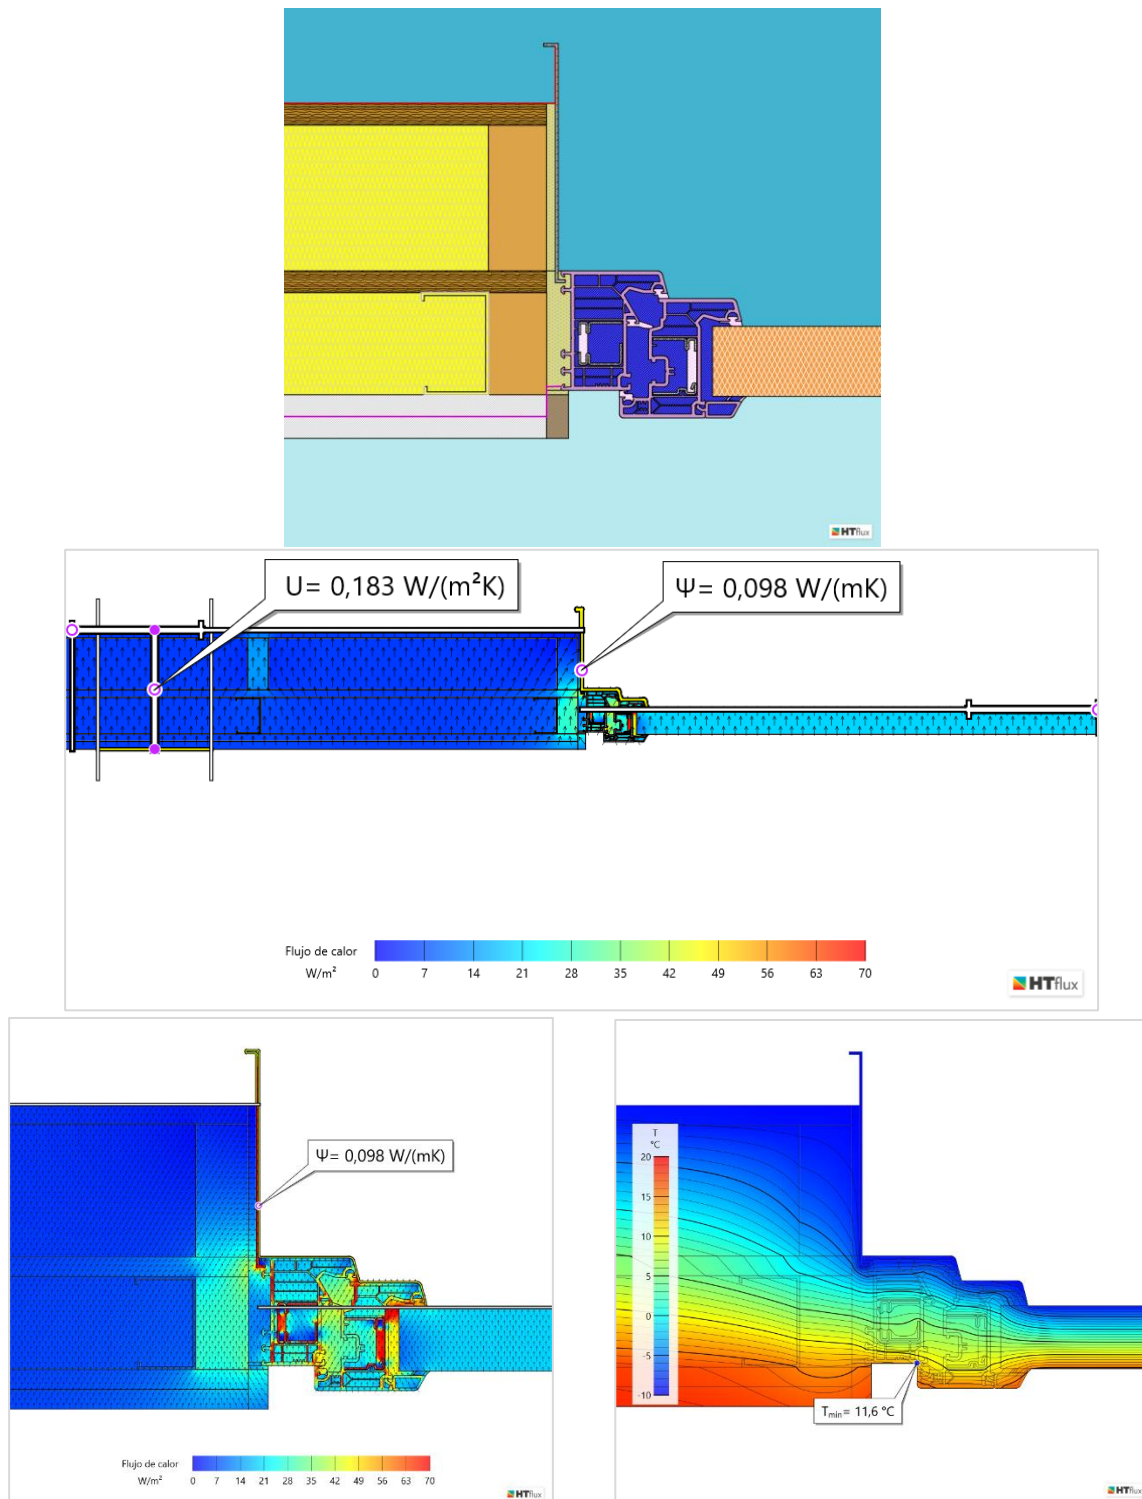 HTflux
U= 0,183 W/(m²K)
Ψ= 0,098 W/(mK)
Flujo de calor
W/m²
0 7 14 21 28 35 42 49 56 63 70
HTflux
Ψ= 0,098 W/(mK)
Flujo de calor
W/m²
0 7 14 21 28 35 42 49 56 63 70
HTflux
T
°C
20
15
10
5
0
-5
-10
Tmin= 11,6 °C
HTflux